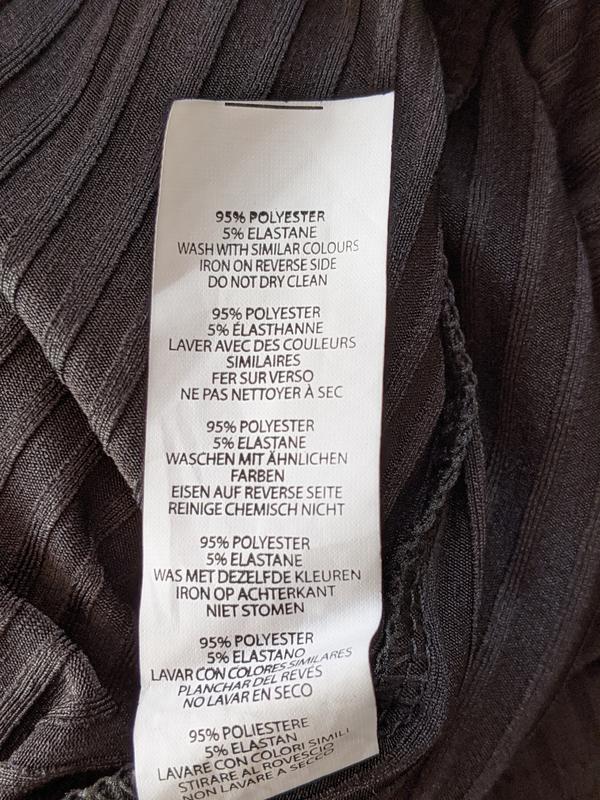 95% POLYESTER
5% ELASTANE
WASH WITH SIMILAR COLOURS
IRON ON REVERSE SIDE
DO NOT DRY CLEAN
95% POLYESTER
5% ÉLASTHANNE
LAVER AVEC DES COULEURS
SIMILAIRES
FER SUR VERSO
NE PAS NETTOYER À SEC
95% POLYESTER
5% ELASTANE
WASCHEN MIT ÄHNLICHEN
FARBEN
EISEN AUF REVERSE SEITE
REINIGE CHEMISCH NICHT
95% POLYESTER
5% ELASTANE
WAS MET DEZELFDE KLEUREN
IRON OP ACHTERKANT
NIET STOMEN
95% POLYESTER
5% ELASTANO
LAVAR CON COLORES SIMILARES
PLANCHAR DEL REVÉS
NO LAVAR EN SECO
95% POLIESTERE
5% ELASTAN
LAVARE CON COLORI SIMILI
STIRARE AL ROVESCIO
NON LAVARE A SECCO